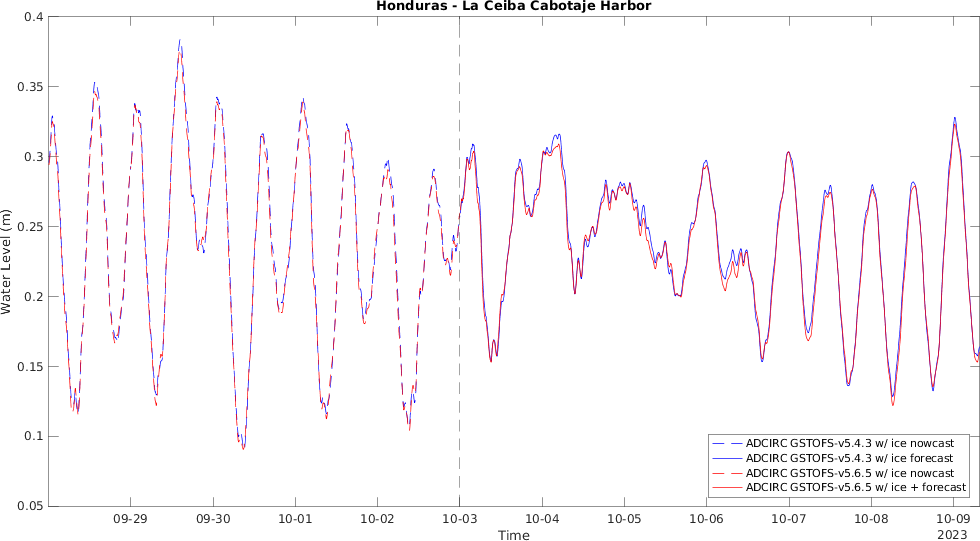 Honduras - La Ceiba Cabotaje Harbor
0.4
0.35
0.3
0.25
0.2
0.15
0.1
0.05
Water Level (m)
ADCIRC GSTOFS-v5.4.3 w/ ice nowcast
ADCIRC GSTOFS-v5.4.3 w/ ice forecast
ADCIRC GSTOFS-v5.6.5 w/ ice nowcast
ADCIRC GSTOFS-v5.6.5 w/ ice + forecast
09-29 09-30 10-01 10-02 10-03 10-04 10-05 10-06 10-07 10-08 10-09
Time 2023